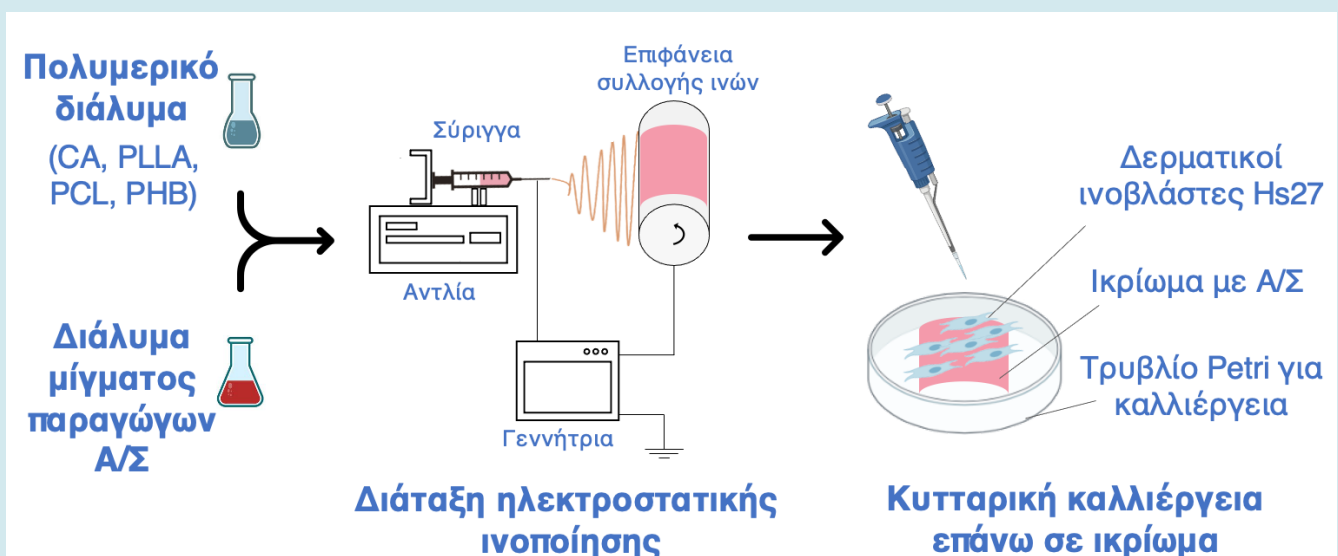 Πολυμερικό
διάλυμα
(CA, PLLA,
PCL, PHB)
Διάλυμα
μίγματος
παραγώγων
Α/Σ
Σύριγγα
Αντλία
Επιφάνεια
συλλογής ινών
Γεννήτρια
Διάταξη ηλεκτροστατικής
ινοποίησης
Δερματικοί
ινοβλάστες Hs27
Ικρίωμα με Α/Σ
Τρυβλίο Petri για
καλλιέργεια
Κυτταρική καλλιέργεια
επάνω σε ικρίωμα